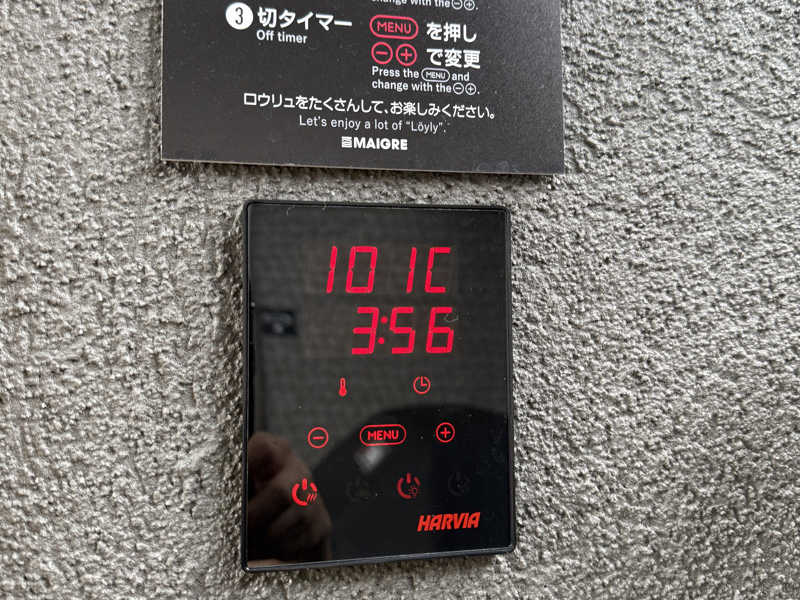 change with the ⊖⊕.
③ 切タイマー MENU を押し
Off timer
⊖⊕ で変更
Press the MENU and
change with the ⊖⊕.
ロウリュをたくさんして、お楽しみください。
Let's enjoy a lot of "Löyly".
MAIGRE
101C
3:56
− MENU +
HARVIA